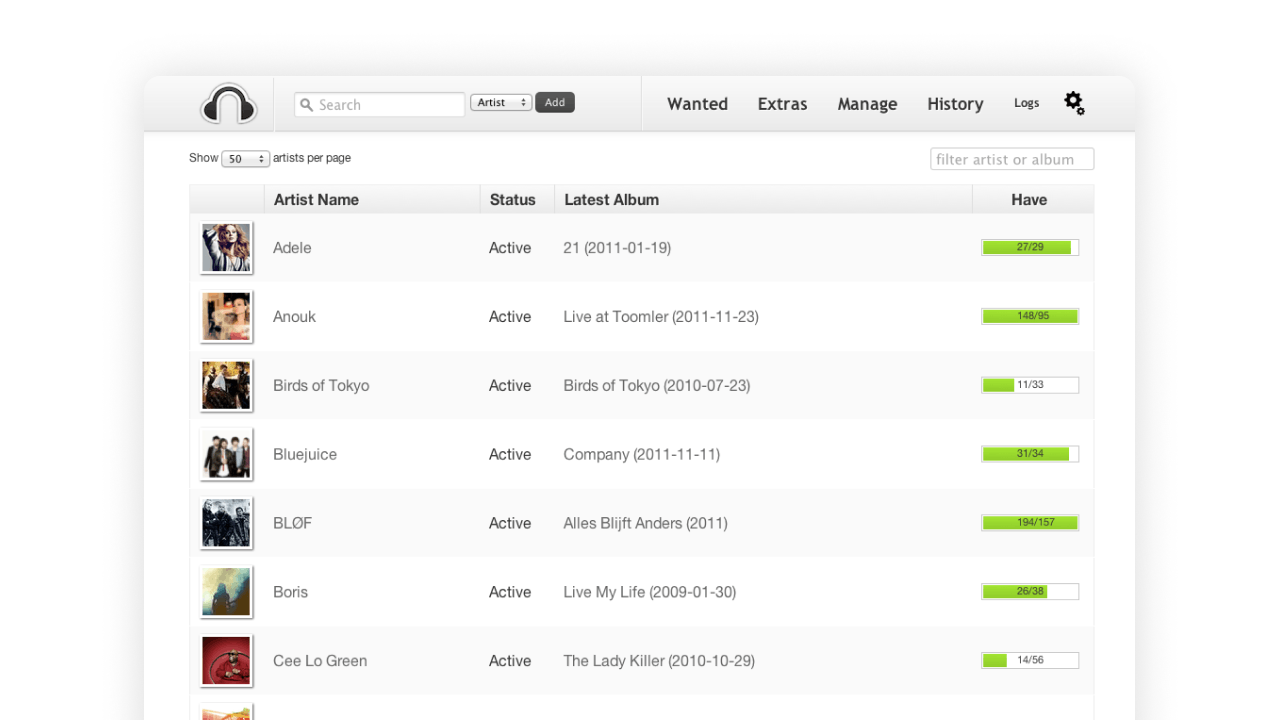 Search Artist Add Wanted Extras Manage History Logs
Show 50 artists per page filter artist or album
Artist Name Status Latest Album Have
Adele Active 21 (2011-01-19) 27/29
Anouk Active Live at Toomler (2011-11-23) 148/95
Birds of Tokyo Active Birds of Tokyo (2010-07-23) 11/33
Bluejuice Active Company (2011-11-11) 31/34
BLØF Active Alles Blijft Anders (2011) 194/157
Boris Active Live My Life (2009-01-30) 26/38
Cee Lo Green Active The Lady Killer (2010-10-29) 14/56